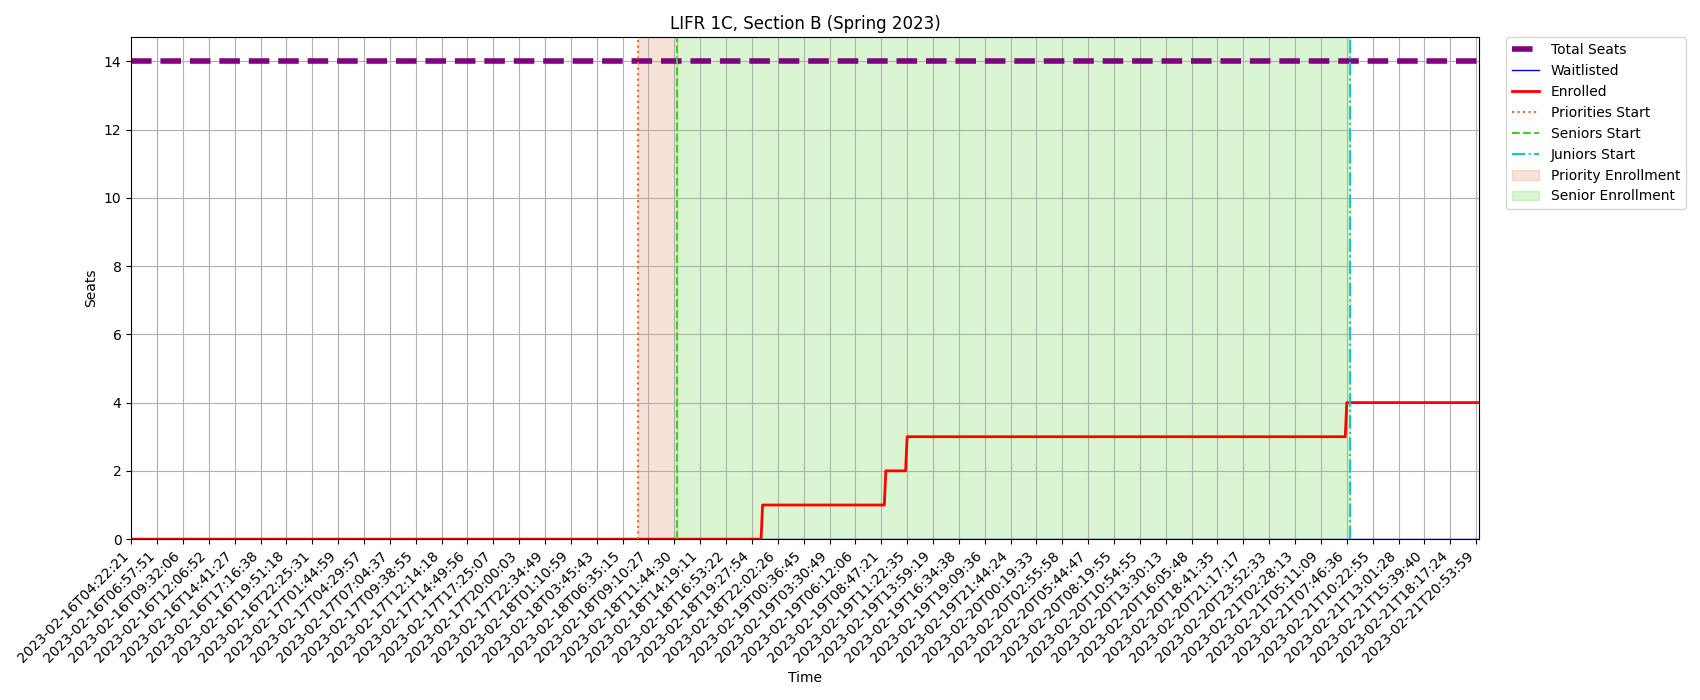 LIFR 1C, Section B (Spring 2023)
Seats
14
12
10
8
6
4
2
0
2023-02-16T04:22:21
2023-02-16T06:57:51
2023-02-16T09:32:06
2023-02-16T12:06:52
2023-02-16T14:41:27
2023-02-16T17:16:38
2023-02-16T19:51:18
2023-02-16T22:25:31
2023-02-17T01:44:59
2023-02-17T04:29:57
2023-02-17T07:04:37
2023-02-17T09:38:55
2023-02-17T12:14:18
2023-02-17T14:49:56
2023-02-17T17:25:07
2023-02-17T20:00:03
2023-02-17T22:34:49
2023-02-18T01:10:59
2023-02-18T03:45:43
2023-02-18T06:35:15
2023-02-18T09:10:27
2023-02-18T11:44:30
2023-02-18T14:19:11
2023-02-18T16:53:22
2023-02-18T19:27:54
2023-02-18T22:02:26
2023-02-19T00:36:45
2023-02-19T03:30:49
2023-02-19T06:12:06
2023-02-19T08:47:21
2023-02-19T11:22:35
2023-02-19T13:59:19
2023-02-19T16:34:38
2023-02-19T19:09:36
2023-02-19T21:44:24
2023-02-20T00:19:33
2023-02-20T02:55:58
2023-02-20T05:44:47
2023-02-20T08:19:55
2023-02-20T10:54:55
2023-02-20T13:30:13
2023-02-20T16:05:48
2023-02-20T18:41:35
2023-02-20T21:17:17
2023-02-20T23:52:33
2023-02-21T02:28:13
2023-02-21T05:11:09
2023-02-21T07:46:36
2023-02-21T10:22:55
2023-02-21T13:01:28
2023-02-21T15:39:40
2023-02-21T18:17:24
2023-02-21T20:53:59
Time
Total Seats
Waitlisted
Enrolled
Priorities Start
Seniors Start
Juniors Start
Priority Enrollment
Senior Enrollment